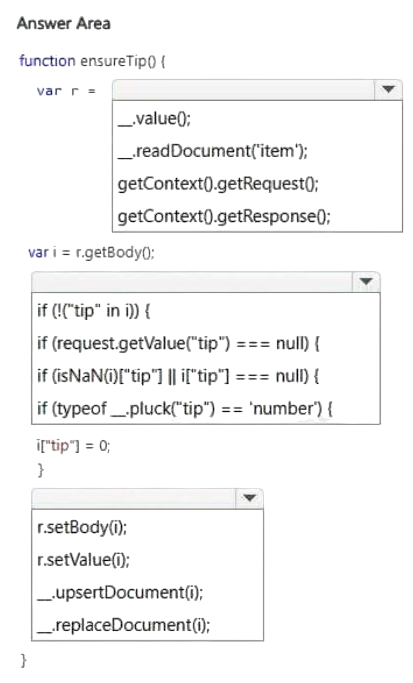 Answer Area
function ensureTip() {
var r =
__.value();
__.readDocument('item');
getContext().getRequest();
getContext().getResponse();
var i = r.getBody();
if (!("tip" in i)) {
if (request.getValue("tip") === null) {
if (isNaN(i)["tip"] || i["tip"] === null) {
if (typeof __.pluck("tip") == 'number') {
i["tip"] = 0;
}
r.setBody(i);
r.setValue(i);
__.upsertDocument(i);
__.replaceDocument(i);
}